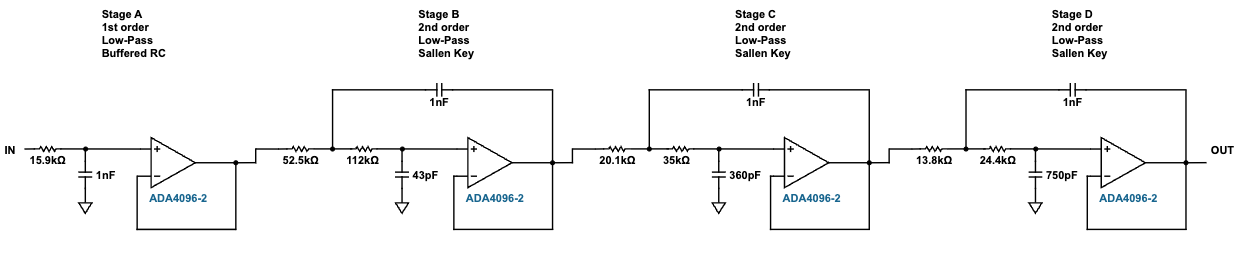 Stage A
1st order
Low-Pass
Buffered RC
Stage B
2nd order
Low-Pass
Sallen Key
Stage C
2nd order
Low-Pass
Sallen Key
Stage D
2nd order
Low-Pass
Sallen Key
IN
15.9kΩ
1nF
+
−
ADA4096-2
52.5kΩ
112kΩ
1nF
43pF
+
−
ADA4096-2
20.1kΩ
35kΩ
1nF
360pF
+
−
ADA4096-2
13.8kΩ
24.4kΩ
1nF
750pF
+
−
ADA4096-2
OUT